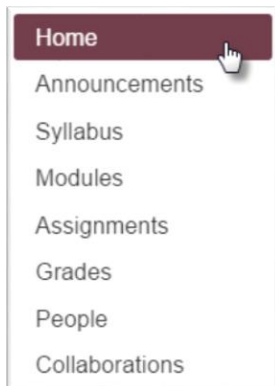 Home
Announcements
Syllabus
Modules
Assignments
Grades
People
Collaborations